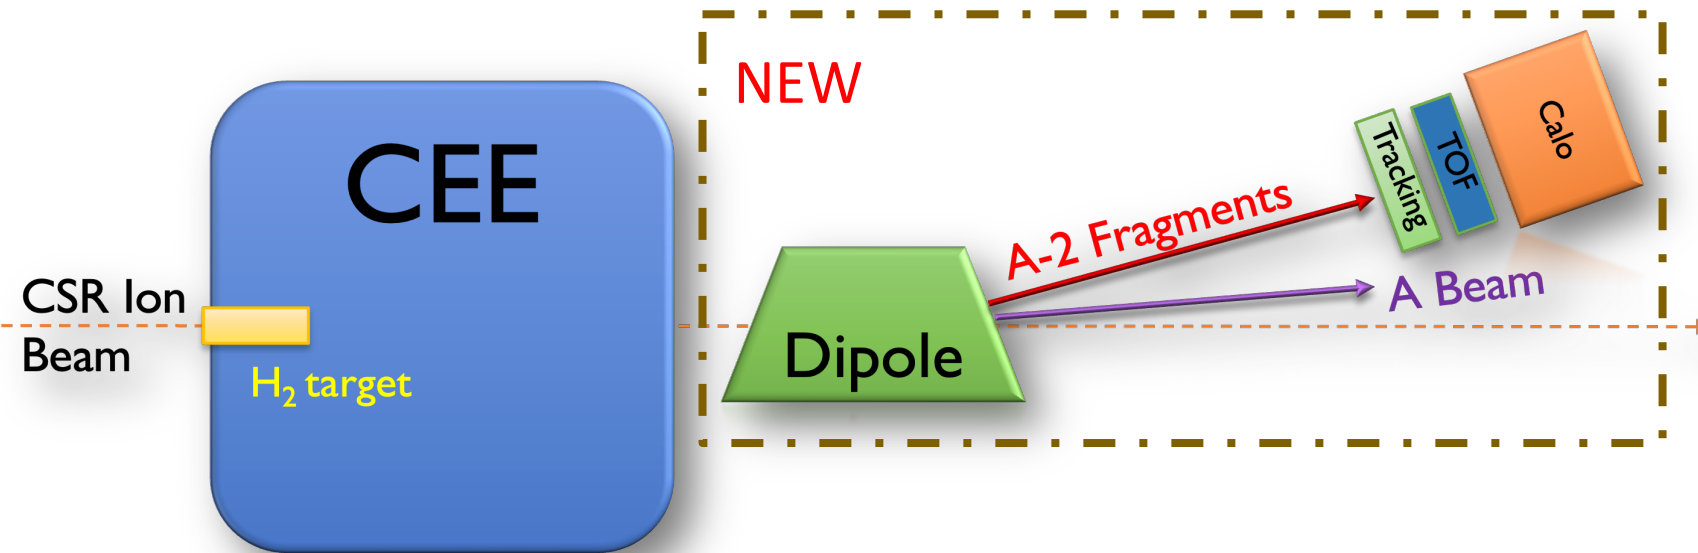 NEW
CEE
Tracking
TOF
Calo
A-2 Fragments
A Beam
CSR Ion
Beam
H₂ target
Dipole